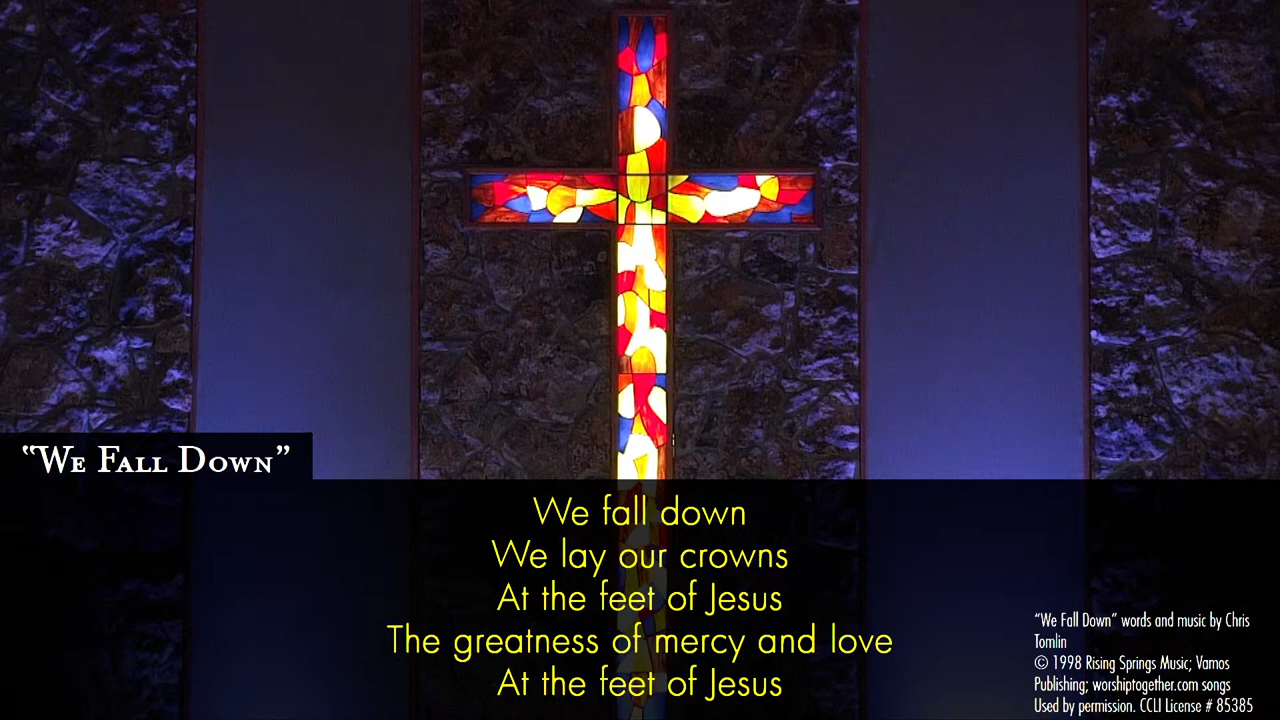 “We Fall Down”
We fall down
We lay our crowns
At the feet of Jesus
The greatness of mercy and love
At the feet of Jesus
“We Fall Down” words and music by Chris
Tomlin
© 1998 Rising Springs Music; Vamos
Publishing; worshiptogether.com songs
Used by permission. CCLI License # 85385